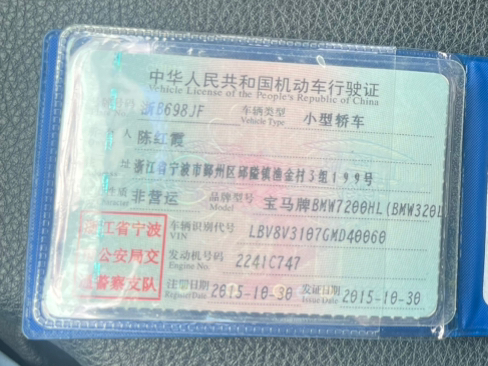 中华人民共和国机动车行驶证
Vehicle License of the People's Republic of China
号码 浙B698JF 车辆类型 小型轿车
Vehicle Type
人 陈红霞
址 浙江省宁波市鄞州区邱隘镇渔金村3组199号
性质 非营运 品牌型号 宝马牌BMW7200HL(BMW320L
Model
浙江省宁波 车辆识别代号 LBV8V3107GMD40060
VIN
公安局交 发动机号码 2241C747
Engine No.
警察支队 注册日期 2015-10-30 发证日期 2015-10-30
Register Date Issue Date